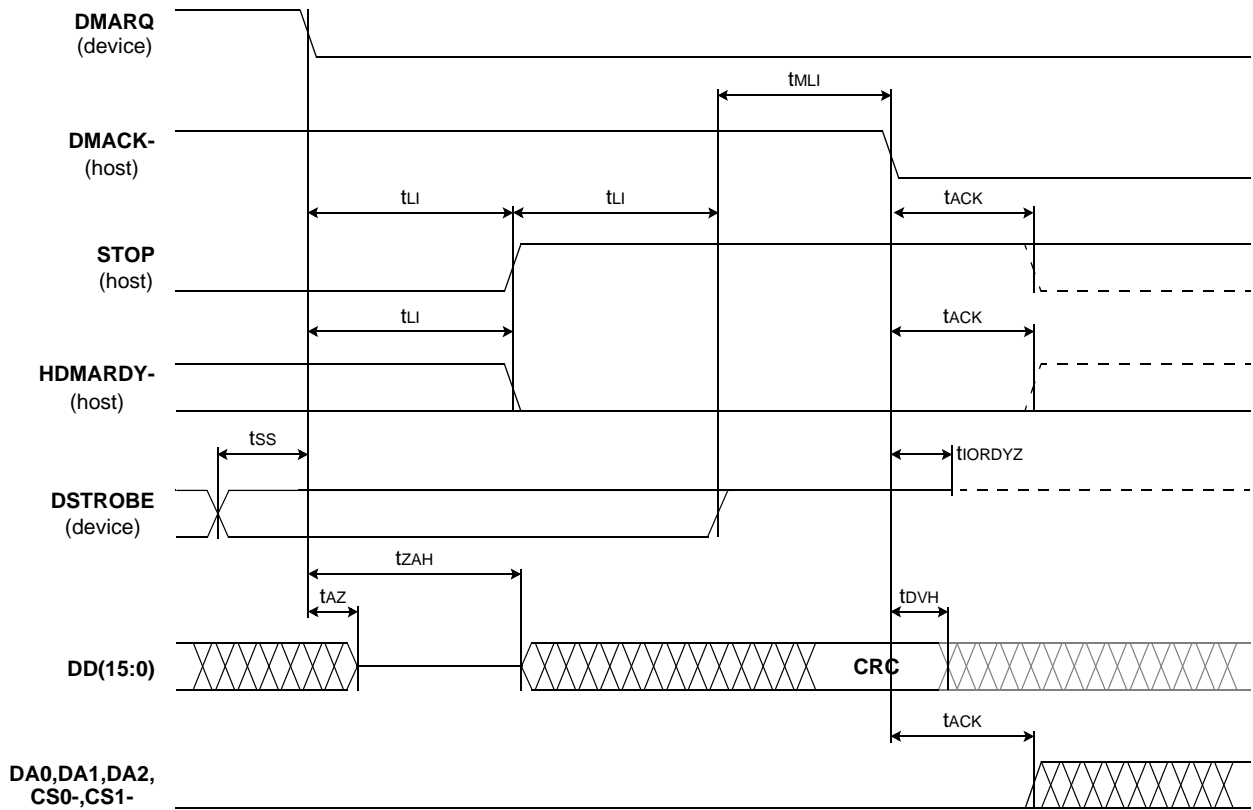 DMARQ
(device)
tMLI
DMACK-
(host)
tLI
tLI
tACK
STOP
(host)
tLI
tACK
HDMARDY-
(host)
tSS
tIORDYZ
DSTROBE
(device)
tZAH
tAZ
tDVH
DD(15:0)
CRC
tACK
DA0,DA1,DA2,
CS0-,CS1-